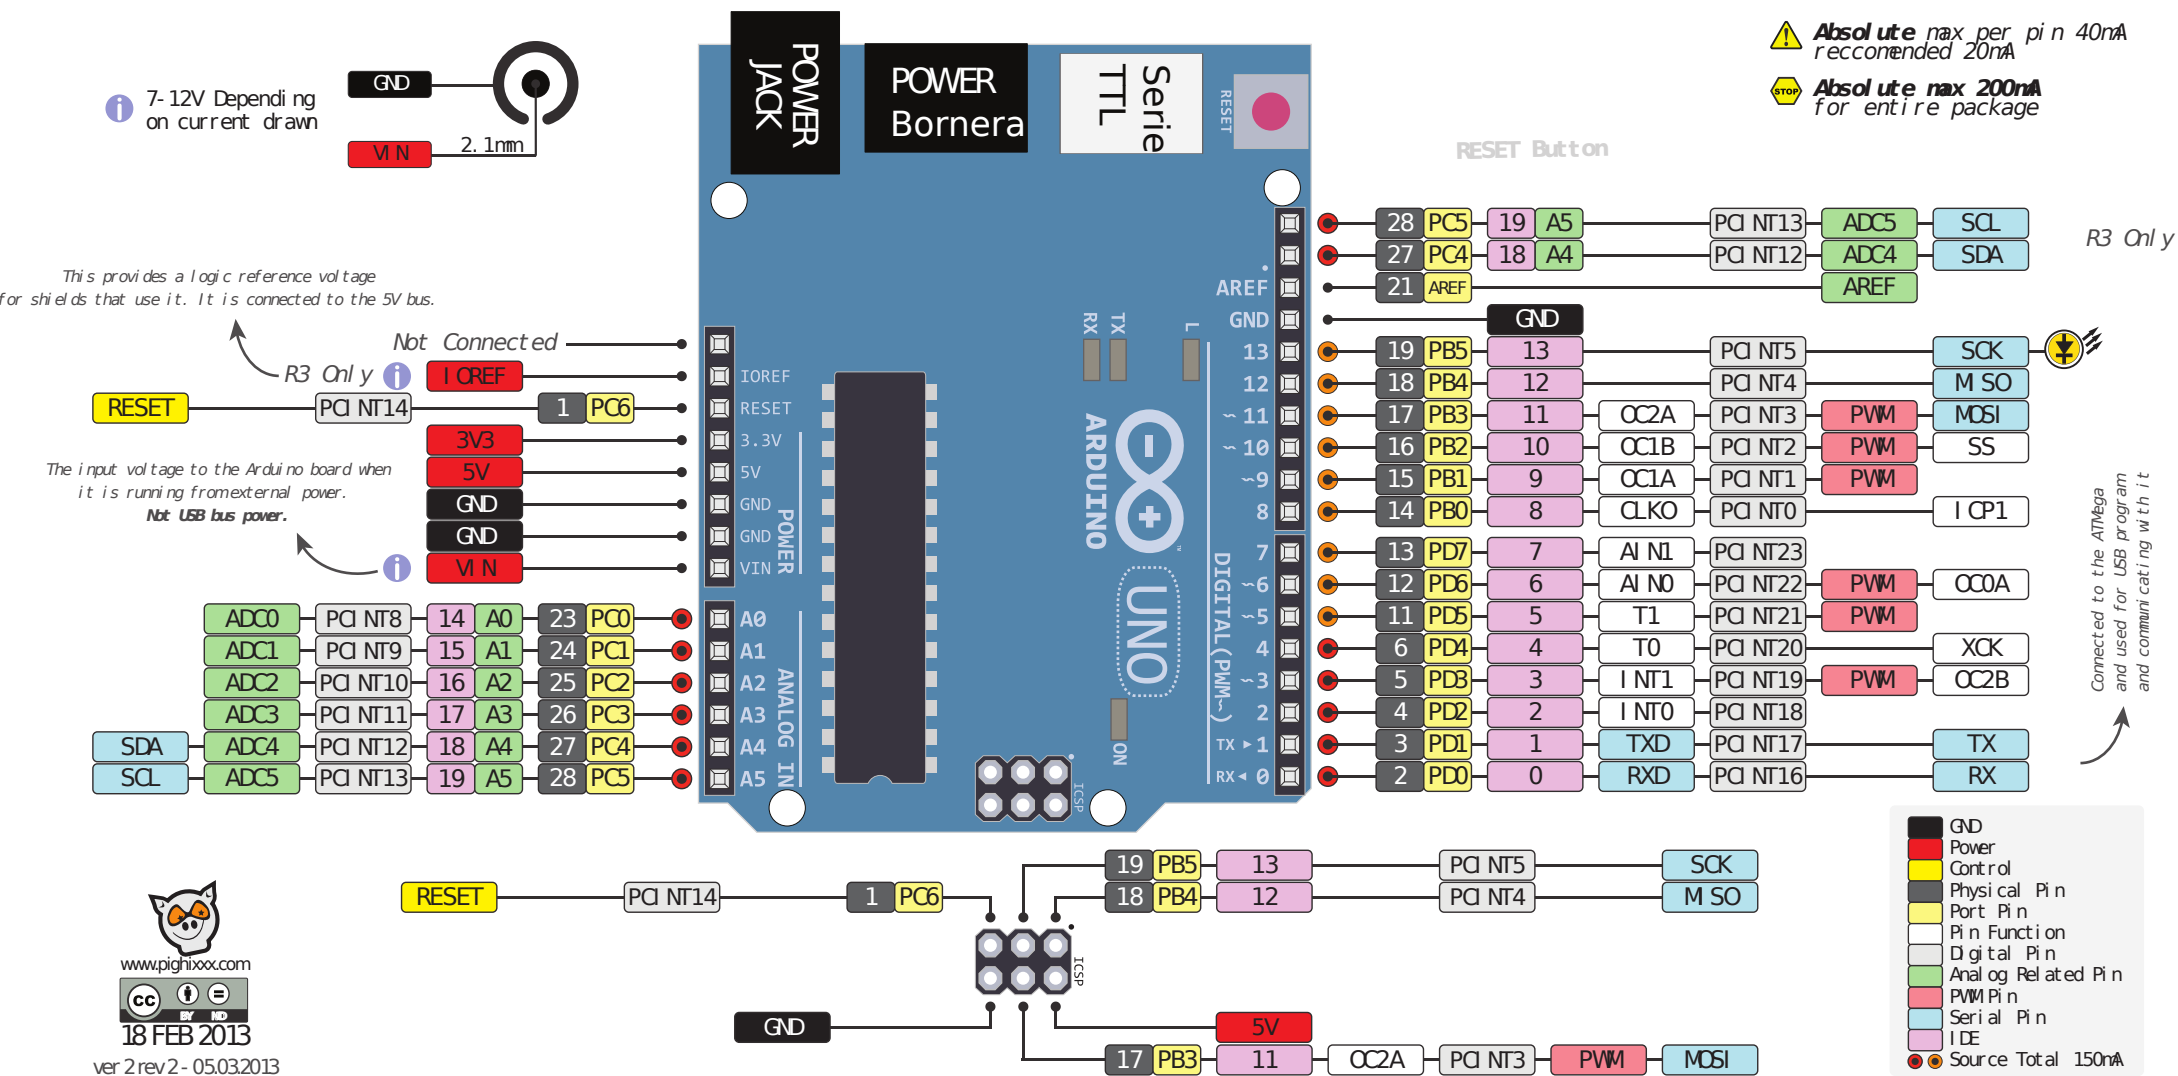 Absolute max per pin 40mA
reccomended 20mA
Absolute max 200mA
for entire package
STOP
7-12V Depending
on current drawn
GND
VIN
2.1mm
POWER
JACK
POWER
Bornera
Serie
TTL
RESET
RESET Button
28 PC5 19 A5 PCINT13 ADC5 SCL
27 PC4 18 A4 PCINT12 ADC4 SDA
R3 Only
AREF 21 AREF AREF
GND GND
13 19 PB5 13 PCINT5 SCK
12 18 PB4 12 PCINT4 MISO
~11 17 PB3 11 OC2A PCINT3 PWM MOSI
~10 16 PB2 10 OC1B PCINT2 PWM SS
~9 15 PB1 9 OC1A PCINT1 PWM
8 14 PB0 8 CLKO PCINT0 ICP1
7 13 PD7 7 AIN1 PCINT23
~6 12 PD6 6 AIN0 PCINT22 PWM OC0A
~5 11 PD5 5 T1 PCINT21 PWM
4 6 PD4 4 T0 PCINT20 XCK
~3 5 PD3 3 INT1 PCINT19 PWM OC2B
2 4 PD2 2 INT0 PCINT18
TX ▸ 1 3 PD1 1 TXD PCINT17 TX
RX ◂ 0 2 PD0 0 RXD PCINT16 RX
Connected to the ATMega
and used for USB program
and communicating with it
This provides a logic reference voltage
for shields that use it. It is connected to the 5V bus.
Not Connected
R3 Only i IOREF IOREF
RESET PCINT14 1 PC6 RESET
3V3 3.3V
5V 5V
GND GND
GND GND
VIN VIN
The input voltage to the Arduino board when
it is running from external power.
Not USB bus power.
POWER
ADC0 PCINT8 14 A0 23 PC0 A0
ADC1 PCINT9 15 A1 24 PC1 A1
ADC2 PCINT10 16 A2 25 PC2 A2
ADC3 PCINT11 17 A3 26 PC3 A3
SDA ADC4 PCINT12 18 A4 27 PC4 A4
SCL ADC5 PCINT13 19 A5 28 PC5 A5
ANALOG IN
RX
TX
L
ARDUINO
™
UNO
DIGITAL (PWM~)
ON
ICSP
19 PB5 13 PCINT5 SCK
RESET PCINT14 1 PC6
18 PB4 12 PCINT4 MISO
ICSP
GND
5V
17 PB3 11 OC2A PCINT3 PWM MOSI
www.pighixxx.com
cc BY ND
18 FEB 2013
ver 2 rev 2 - 05.03.2013
GND
Power
Control
Physical Pin
Port Pin
Pin Function
Digital Pin
Analog Related Pin
PWM Pin
Serial Pin
IDE
Source Total 150mA